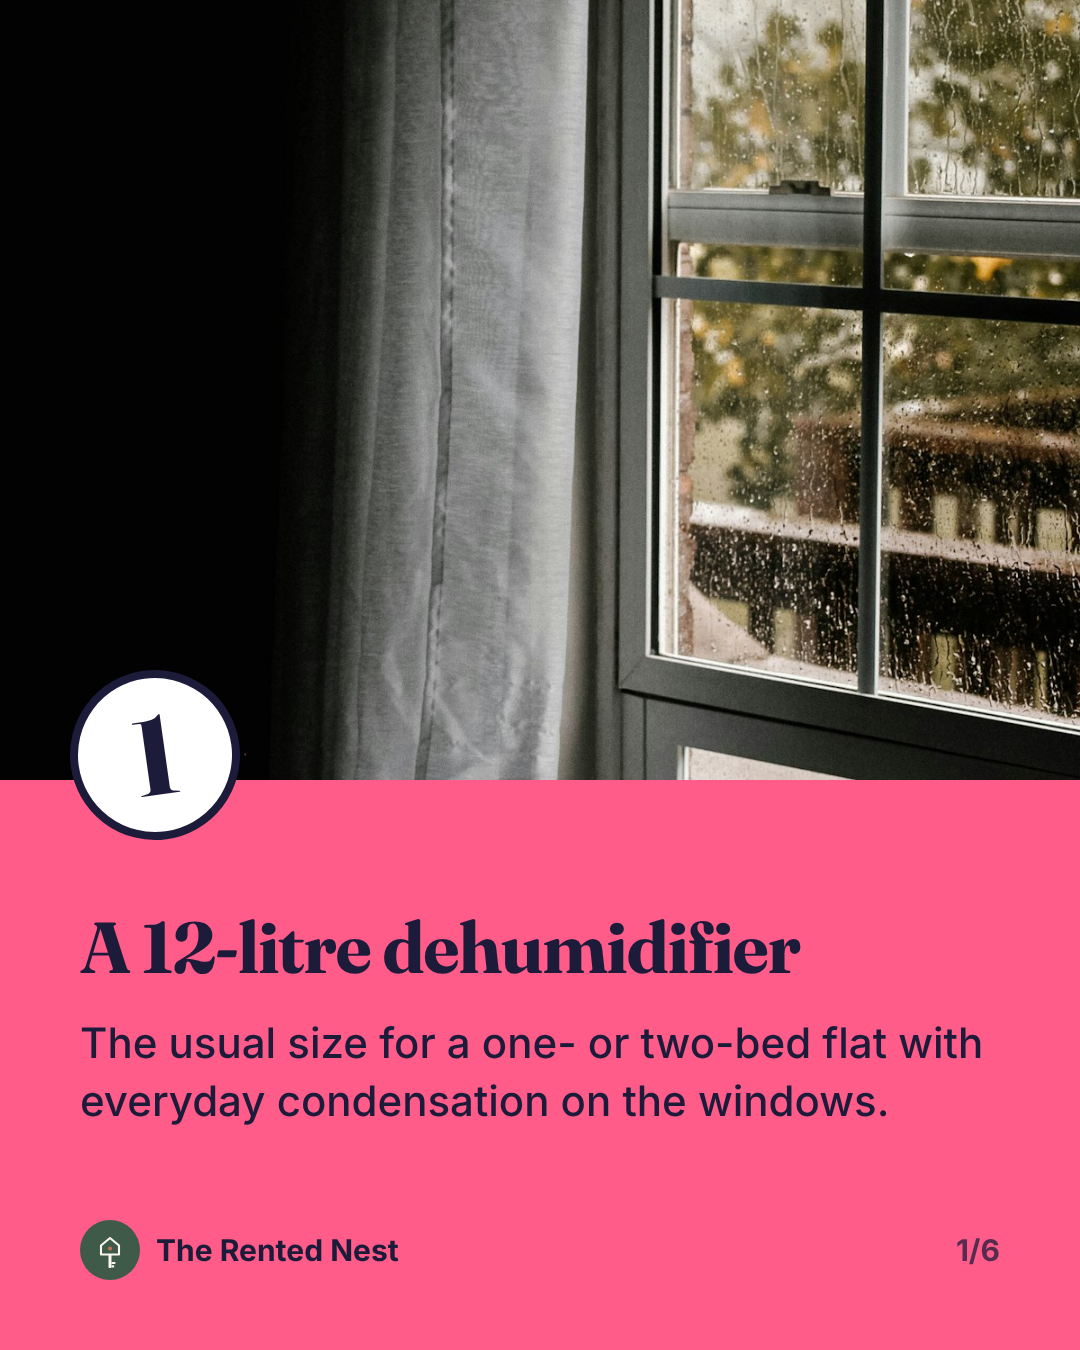 1
A 12-litre dehumidifier
The usual size for a one- or two-bed flat with
everyday condensation on the windows.
The Rented Nest
1/6